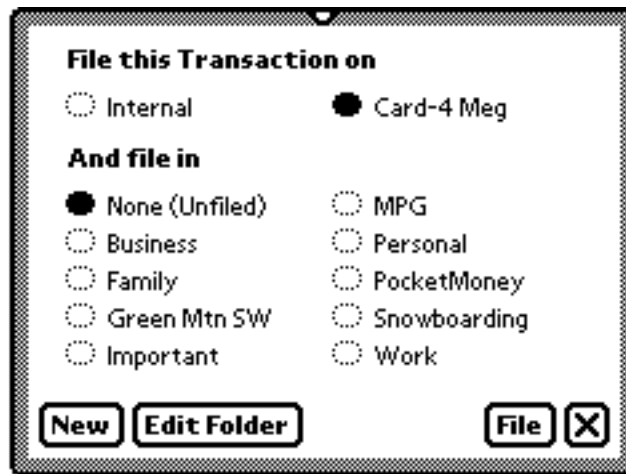 File this Transaction on
Internal Card-4 Meg
And file in
None (Unfiled) MPG
Business Personal
Family PocketMoney
Green Mtn SW Snowboarding
Important Work
New Edit Folder File X